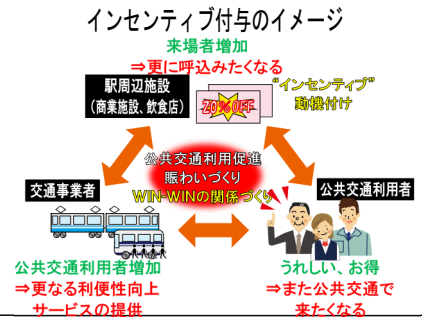 インセンティブ付与のイメージ
来場者増加
⇒更に呼込みたくなる
駅周辺施設
（商業施設、飲食店）
20%OFF
“インセンティブ”
動機付け
公共交通利用促進
賑わいづくり
WIN-WINの関係づくり
交通事業者
公共交通利用者
公共交通利用者増加
⇒更なる利便性向上
サービスの提供
うれしい、お得
⇒また公共交通で
来たくなる